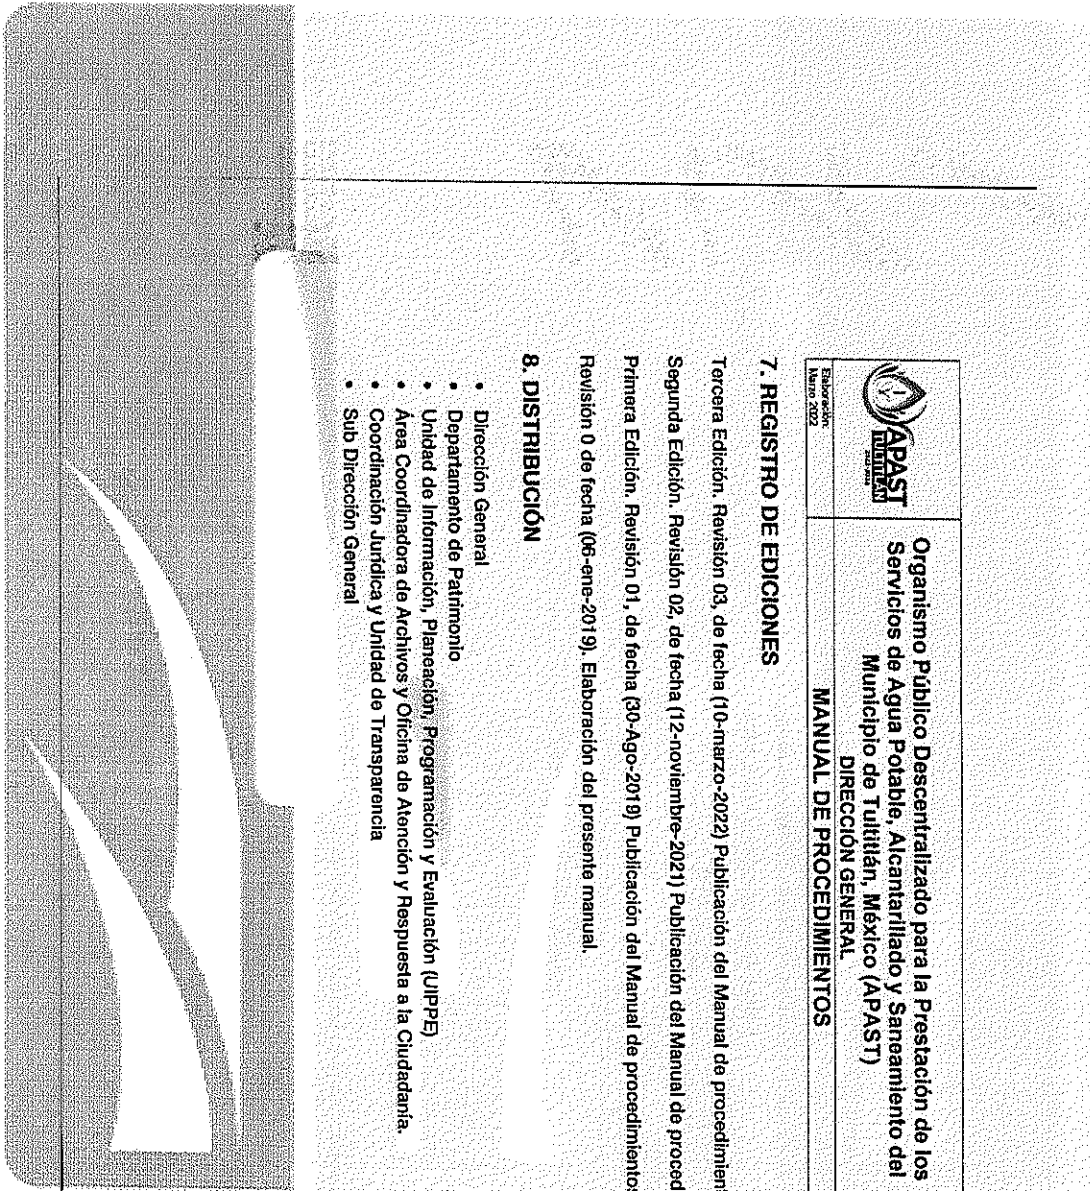 APAST
TULTITLÁN
Elaboración:
Marzo 2022
Organismo Público Descentralizado para la Prestación de los
Servicios de Agua Potable, Alcantarillado y Saneamiento del
Municipio de Tultitlán, México (APAST)
DIRECCIÓN GENERAL
MANUAL DE PROCEDIMIENTOS
7. REGISTRO DE EDICIONES
Tercera Edición. Revisión 03, de fecha (10-marzo-2022) Publicación del Manual de procedimien
Segunda Edición. Revisión 02, de fecha (12-noviembre-2021) Publicación del Manual de proced
Primera Edición. Revisión 01, de fecha (30-Ago-2019) Publicación del Manual de procedimientos
Revisión 0 de fecha (06-ene-2019), Elaboración del presente manual.
8. DISTRIBUCIÓN
• Dirección General
• Departamento de Patrimonio
• Unidad de Información, Planeación, Programación y Evaluación (UIPPE)
• Área Coordinadora de Archivos y Oficina de Atención y Respuesta a la Ciudadanía.
• Coordinación Jurídica y Unidad de Transparencia
• Sub Dirección General